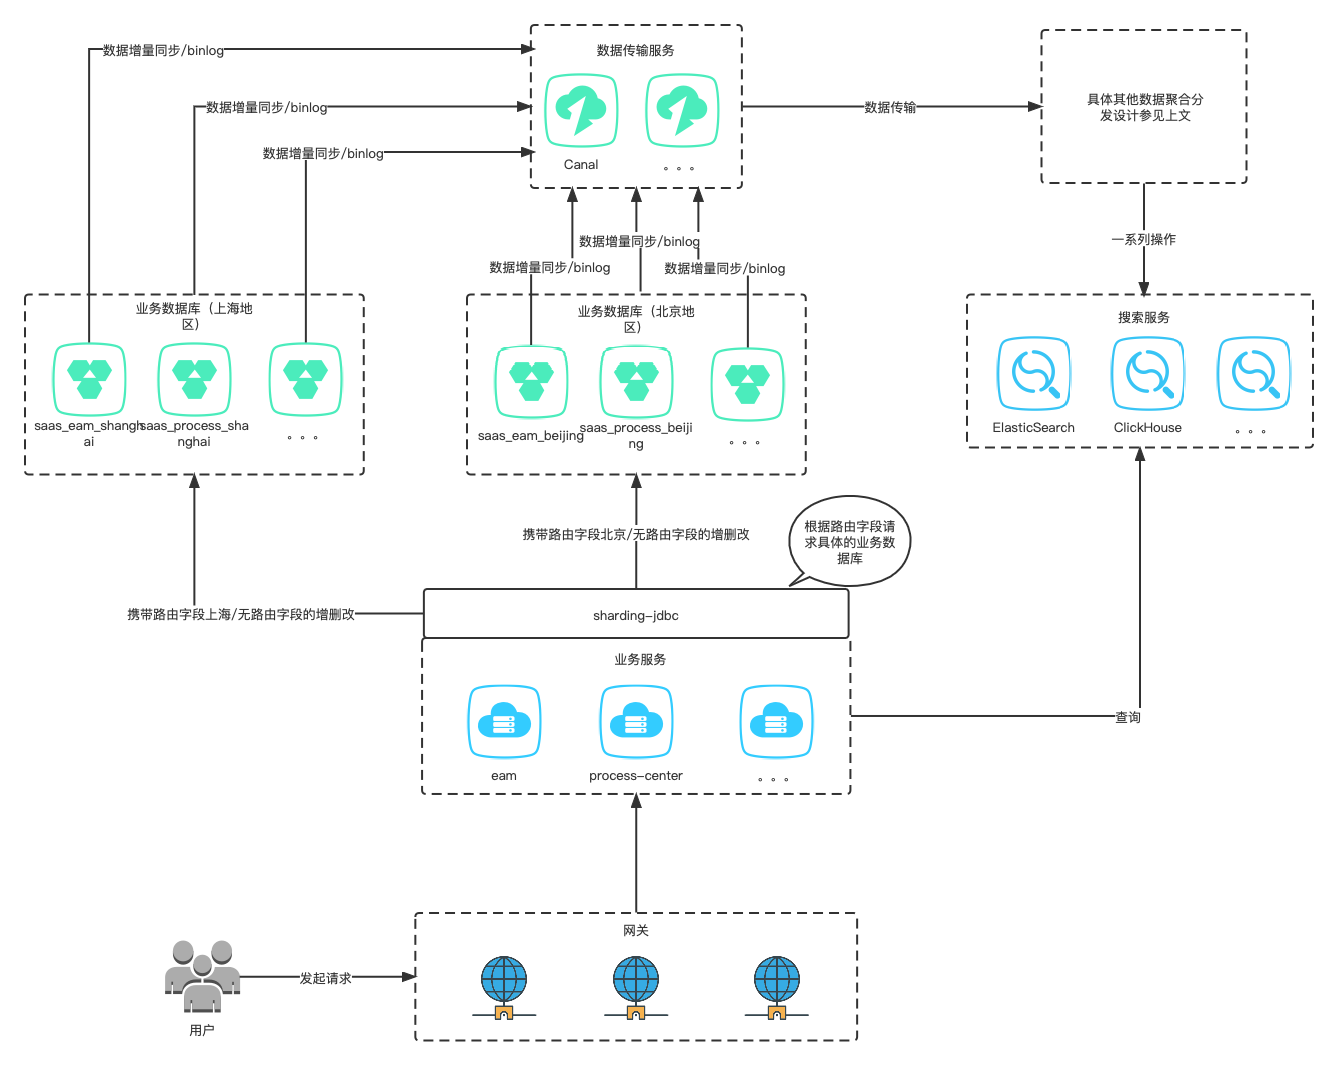 数据增量同步/binlog
数据传输服务
数据增量同步/binlog
数据增量同步/binlog
Canal
。。。
数据传输
具体其他数据聚合分
发设计参见上文
数据增量同步/binlog
数据增量同步/binlog
数据增量同步/binlog
一系列操作
业务数据库（上海地
区）
saas_eam_shangh
ai
saas_process_sha
nghai
。。。
业务数据库（北京地
区）
saas_eam_beijing
saas_process_beiji
ng
。。。
搜索服务
ElasticSearch
ClickHouse
。。。
携带路由字段北京/无路由字段的增删改
根据路由字段请
求具体的业务数
据库
携带路由字段上海/无路由字段的增删改
sharding-jdbc
业务服务
eam
process-center
。。。
查询
网关
发起请求
用户